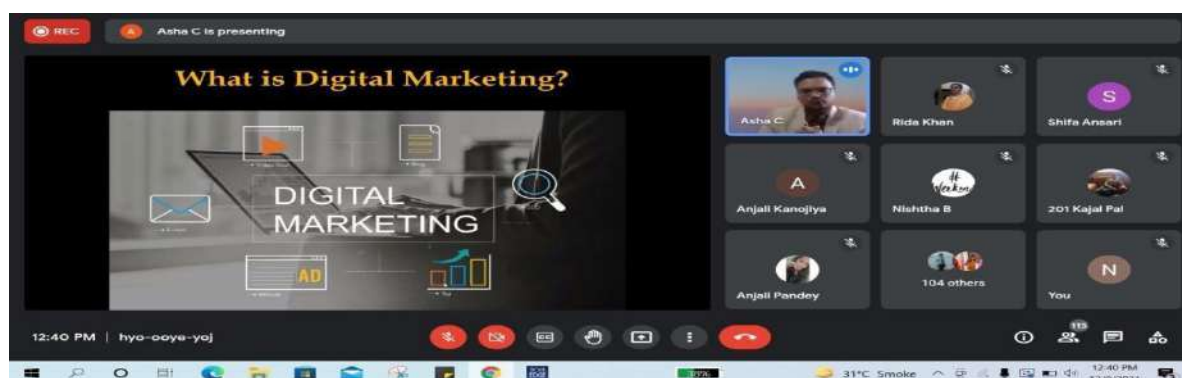 REC
A
Asha C is presenting
What is Digital Marketing?
DIGITAL
MARKETING
AD
Asha C
Rida Khan
S
Shifa Ansari
A
Anjali Kanojiya
#
Nishtha B
201 Kajal Pal
Anjali Pandey
104 others
N
You
12:40 PM | hyo-ooye-yoj
CC
113
31°C Smoke
12:40 PM